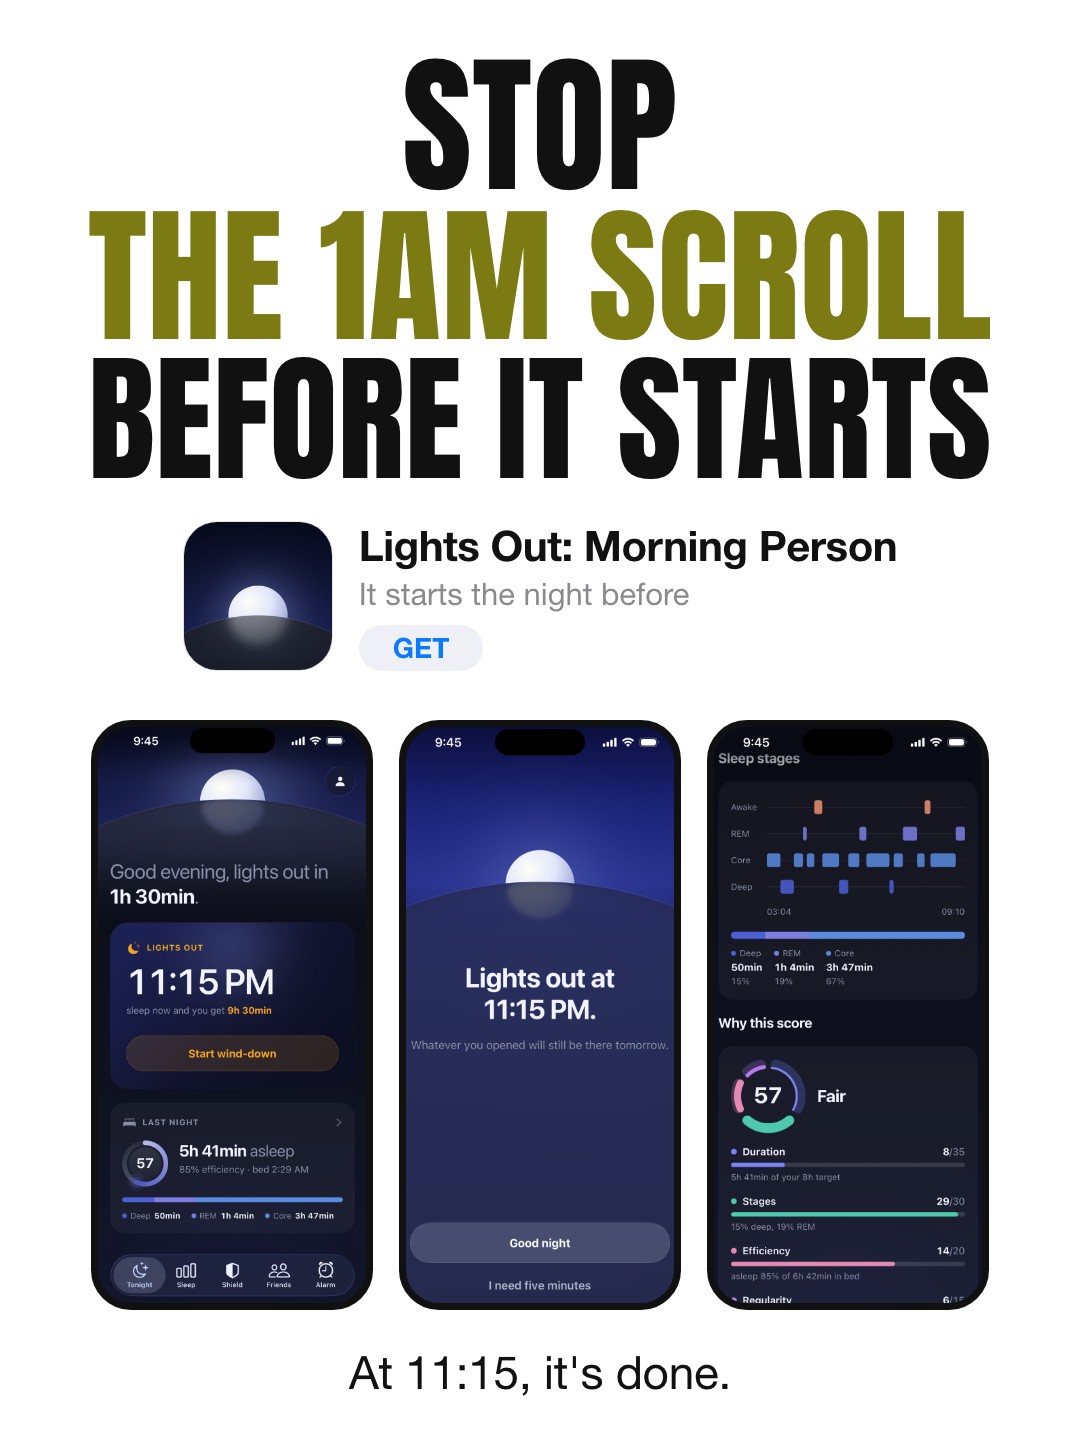 STOP
THE 1AM SCROLL
BEFORE IT STARTS
Lights Out: Morning Person
It starts the night before
GET
9:45
Good evening, lights out in
1h 30min.
LIGHTS OUT
11:15 PM
sleep now and you get 9h 30min
Start wind-down
LAST NIGHT
57
5h 41min asleep
85% efficiency · bed 2:29 AM
Deep 50min REM 1h 4min Core 3h 47min
Tonight Sleep Shield Friends Alarm
9:45
Lights out at
11:15 PM.
Whatever you opened will still be there tomorrow.
Good night
I need five minutes
9:45
Sleep stages
Awake
REM
Core
Deep
03:04 09:10
Deep REM Core
50min 1h 4min 3h 47min
15% 19% 67%
Why this score
57 Fair
Duration 8/35
5h 41min of your 8h target
Stages 29/30
15% deep, 19% REM
Efficiency 14/20
asleep 85% of 6h 42min in bed
Regularity 6/15
At 11:15, it's done.